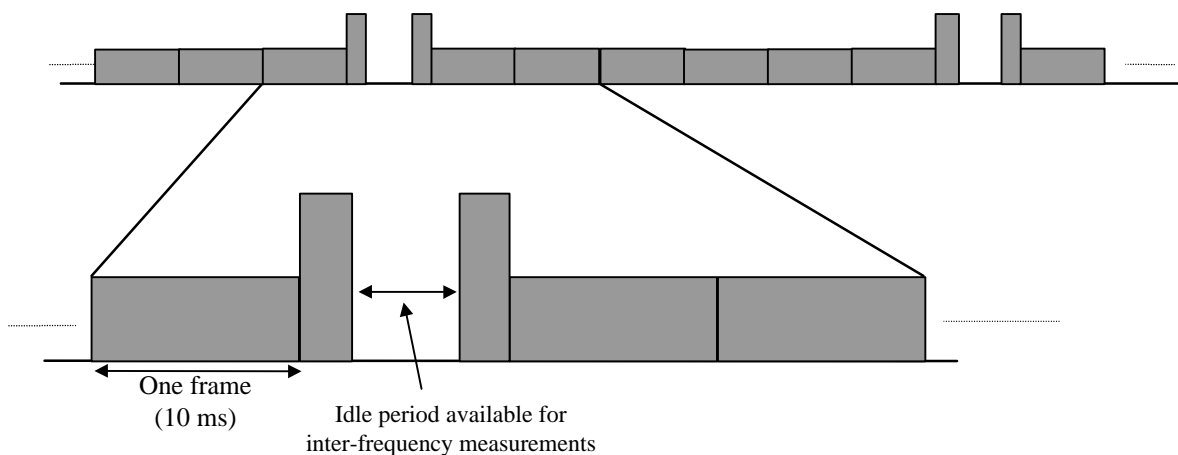 One frame
(10 ms)
Idle period available for
inter-frequency measurements